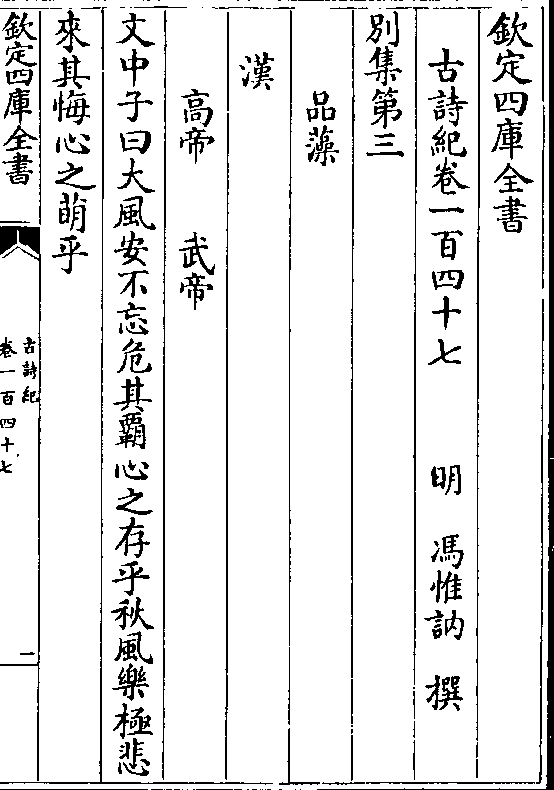 欽定四庫全書
古詩紀卷一百四十七　明　馮惟訥　撰
別集第三
品藻
漢
高帝　武帝
文中子曰大風安不忘危其霸心之存乎秋風樂極悲
來其悔心之萌乎
欽定四庫全書
古詩紀
卷一百四十七
一